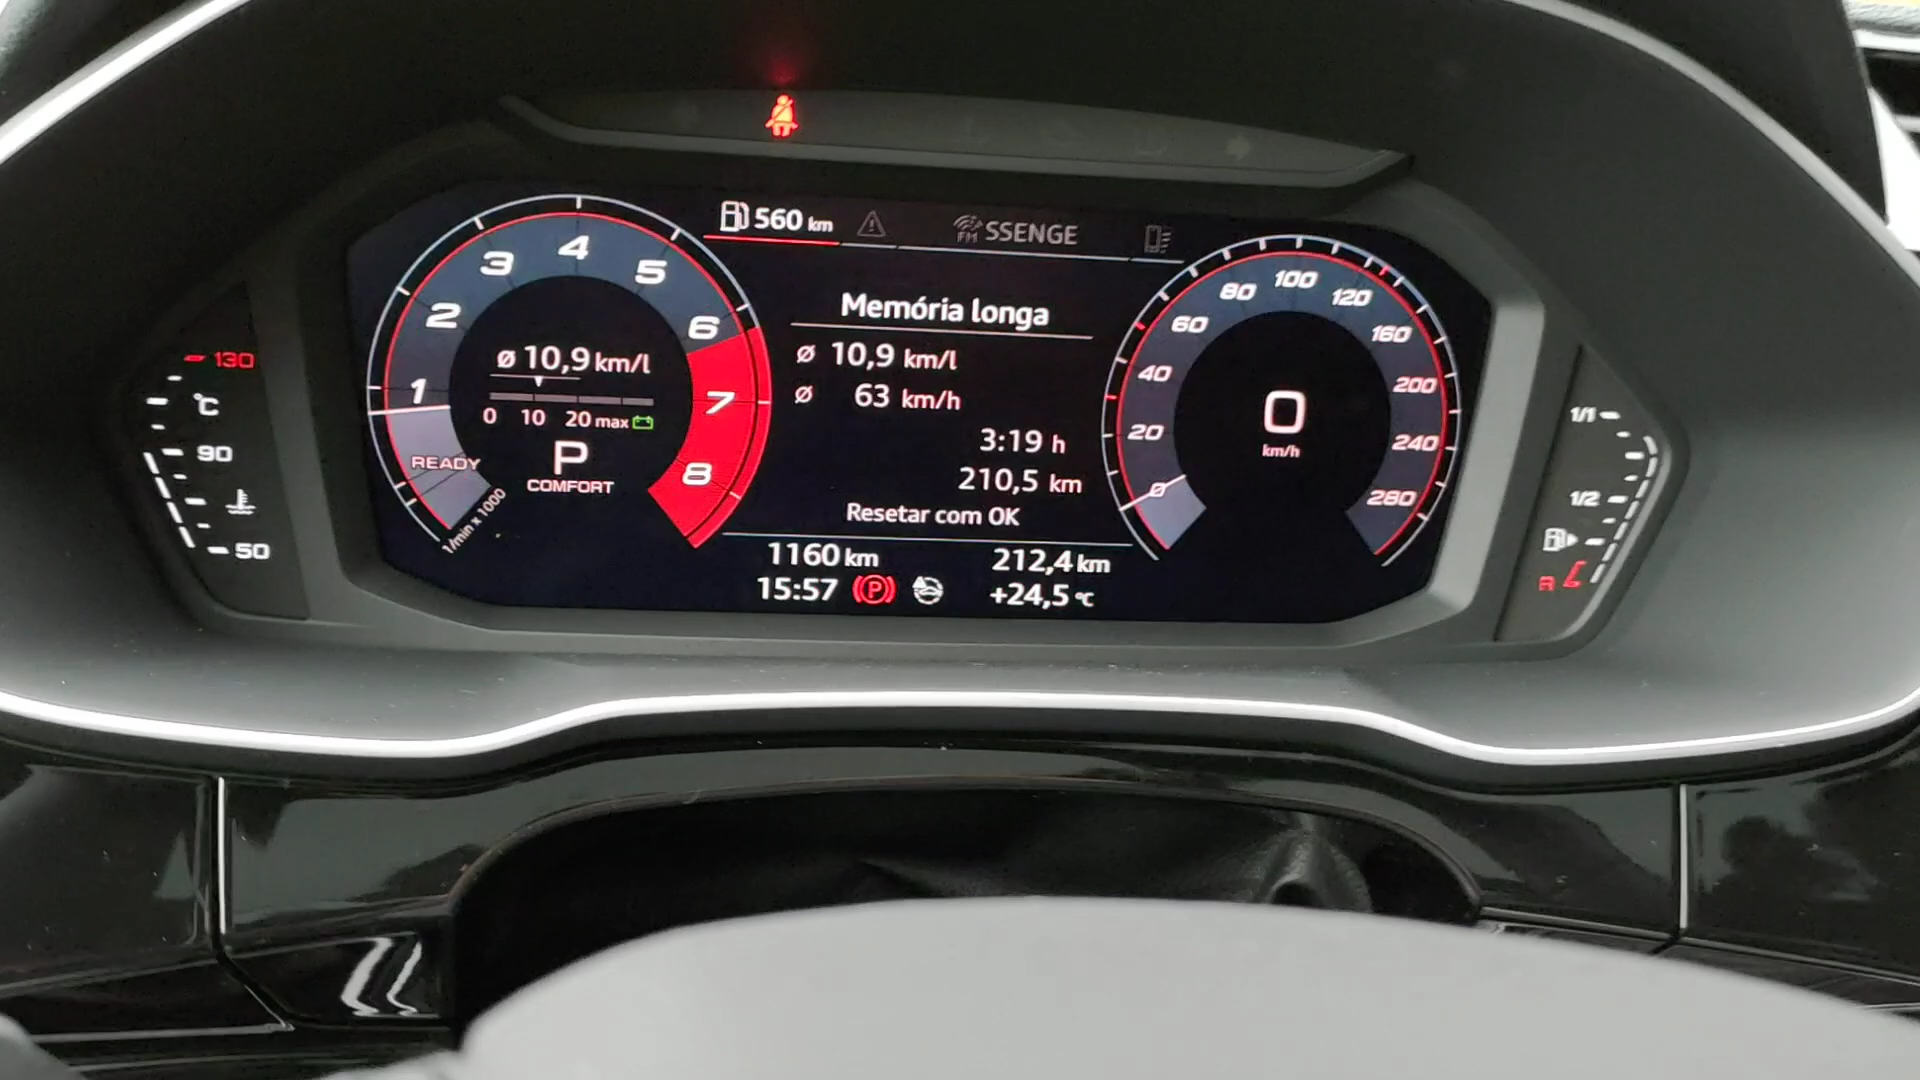 560 km
FM SSENGE
Memória longa
ø 10,9 km/l
ø 63 km/h
3:19 h
210,5 km
Resetar com OK
1160 km 212,4 km
15:57 P +24,5 °C
1 2 3 4 5 6 7 8
ø 10,9 km/l
0 10 20 max
P
COMFORT
READY
1/min x 1000
0 20 40 60 80 100 120 160 200 240 280
0
km/h
130
°C
90
50
1/1
1/2
R